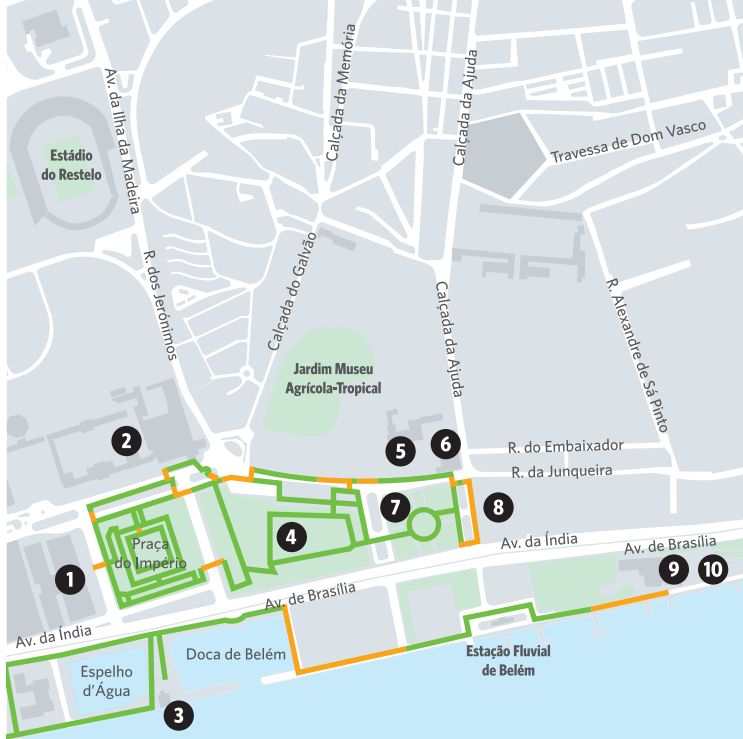 Av. da Ilha da Madeira
Calçada da Memória
Calçada da Ajuda
Travessa de Dom Vasco
Estádio
do Restelo
R. dos Jerónimos
Calçada do Galvão
Calçada da Ajuda
R. Alexandre de Sá Pinto
Jardim Museu
Agrícola-Tropical
2
5
6
R. do Embaixador
R. da Junqueira
7
8
4
Praça
do Império
1
Av. da Índia
Av. de Brasília
9
10
Av. de Brasília
Av. da Índia
Doca de Belém
Espelho
d'Água
Estação Fluvial
de Belém
3